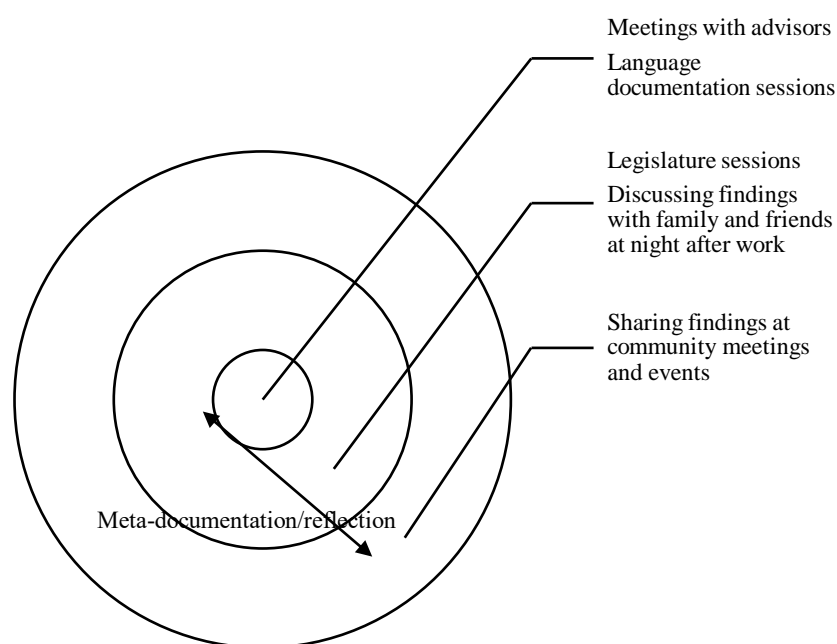 Meetings with advisors
Language
documentation sessions
Legislature sessions
Discussing findings
with family and friends
at night after work
Sharing findings at
community meetings
and events
Meta-documentation/reflection